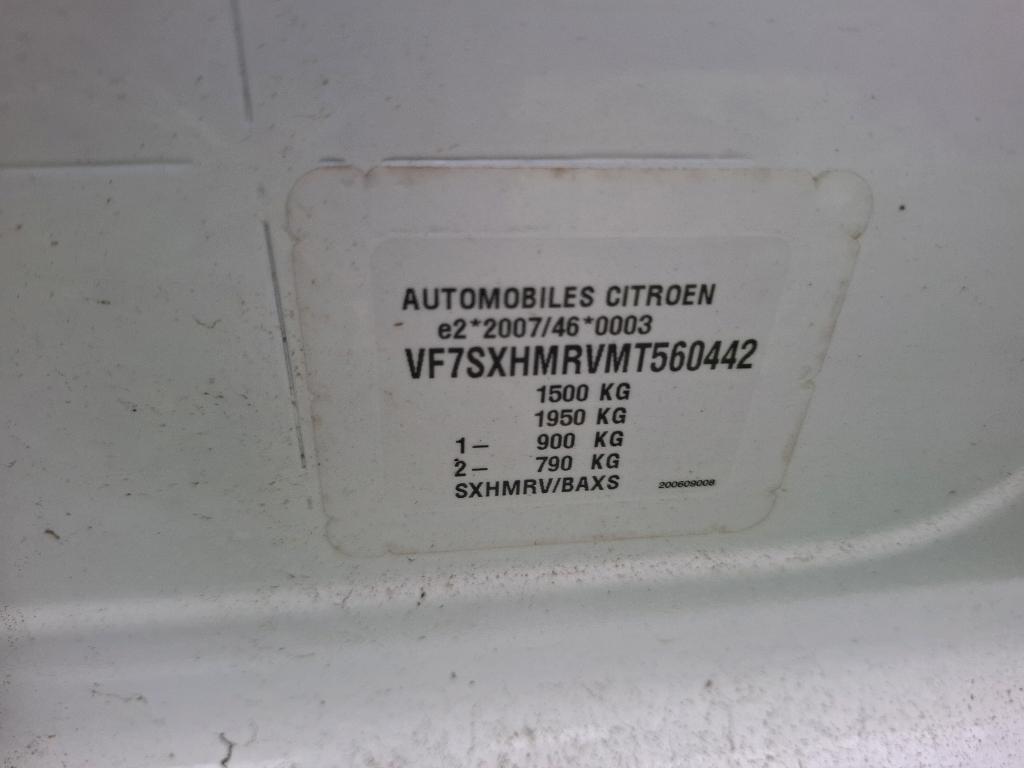 AUTOMOBILES CITROEN
e2*2007/46*0003
VF7SXHMRVMT560442
1500 KG
1950 KG
1– 900 KG
2– 790 KG
SXHMRV/BAXS 200609008